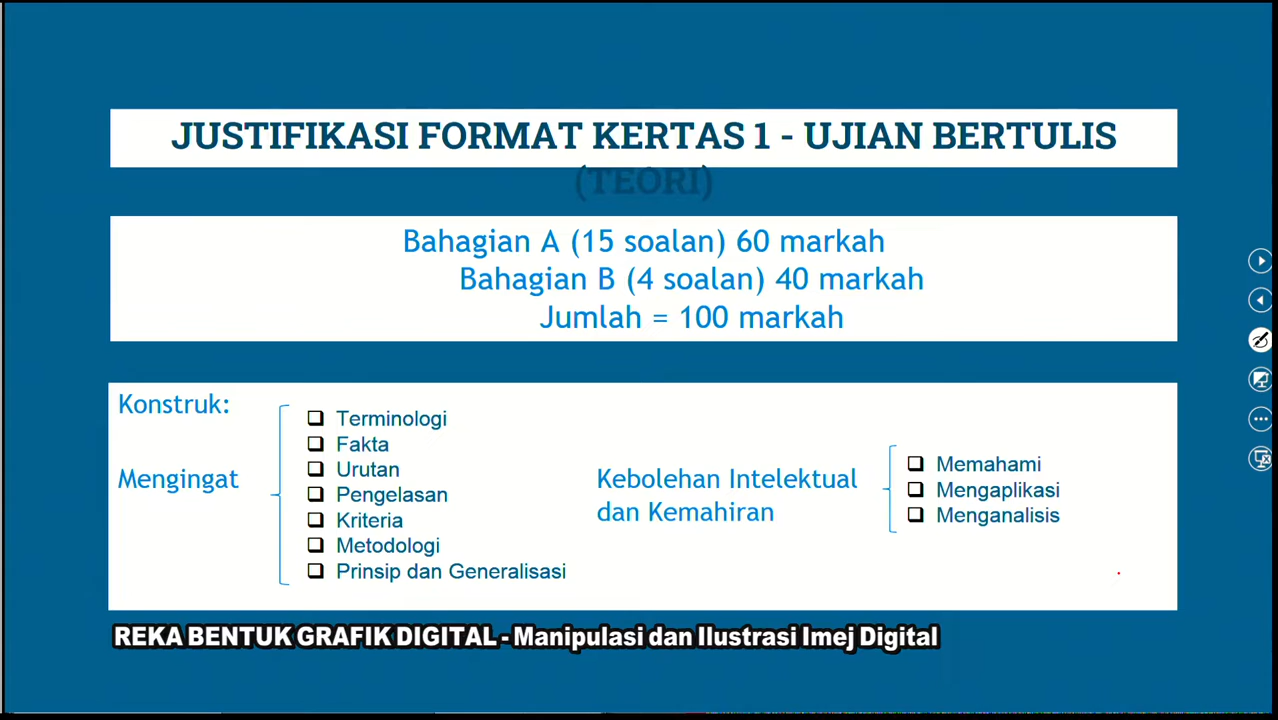 JUSTIFIKASI FORMAT KERTAS 1 - UJIAN BERTULIS
(TEORI)
Bahagian A (15 soalan) 60 markah
Bahagian B (4 soalan) 40 markah
Jumlah = 100 markah
Konstruk:
Mengingat
Terminologi
Fakta
Urutan
Pengelasan
Kriteria
Metodologi
Prinsip dan Generalisasi
Kebolehan Intelektual
dan Kemahiran
Memahami
Mengaplikasi
Menganalisis
REKA BENTUK GRAFIK DIGITAL - Manipulasi dan Ilustrasi Imej Digital